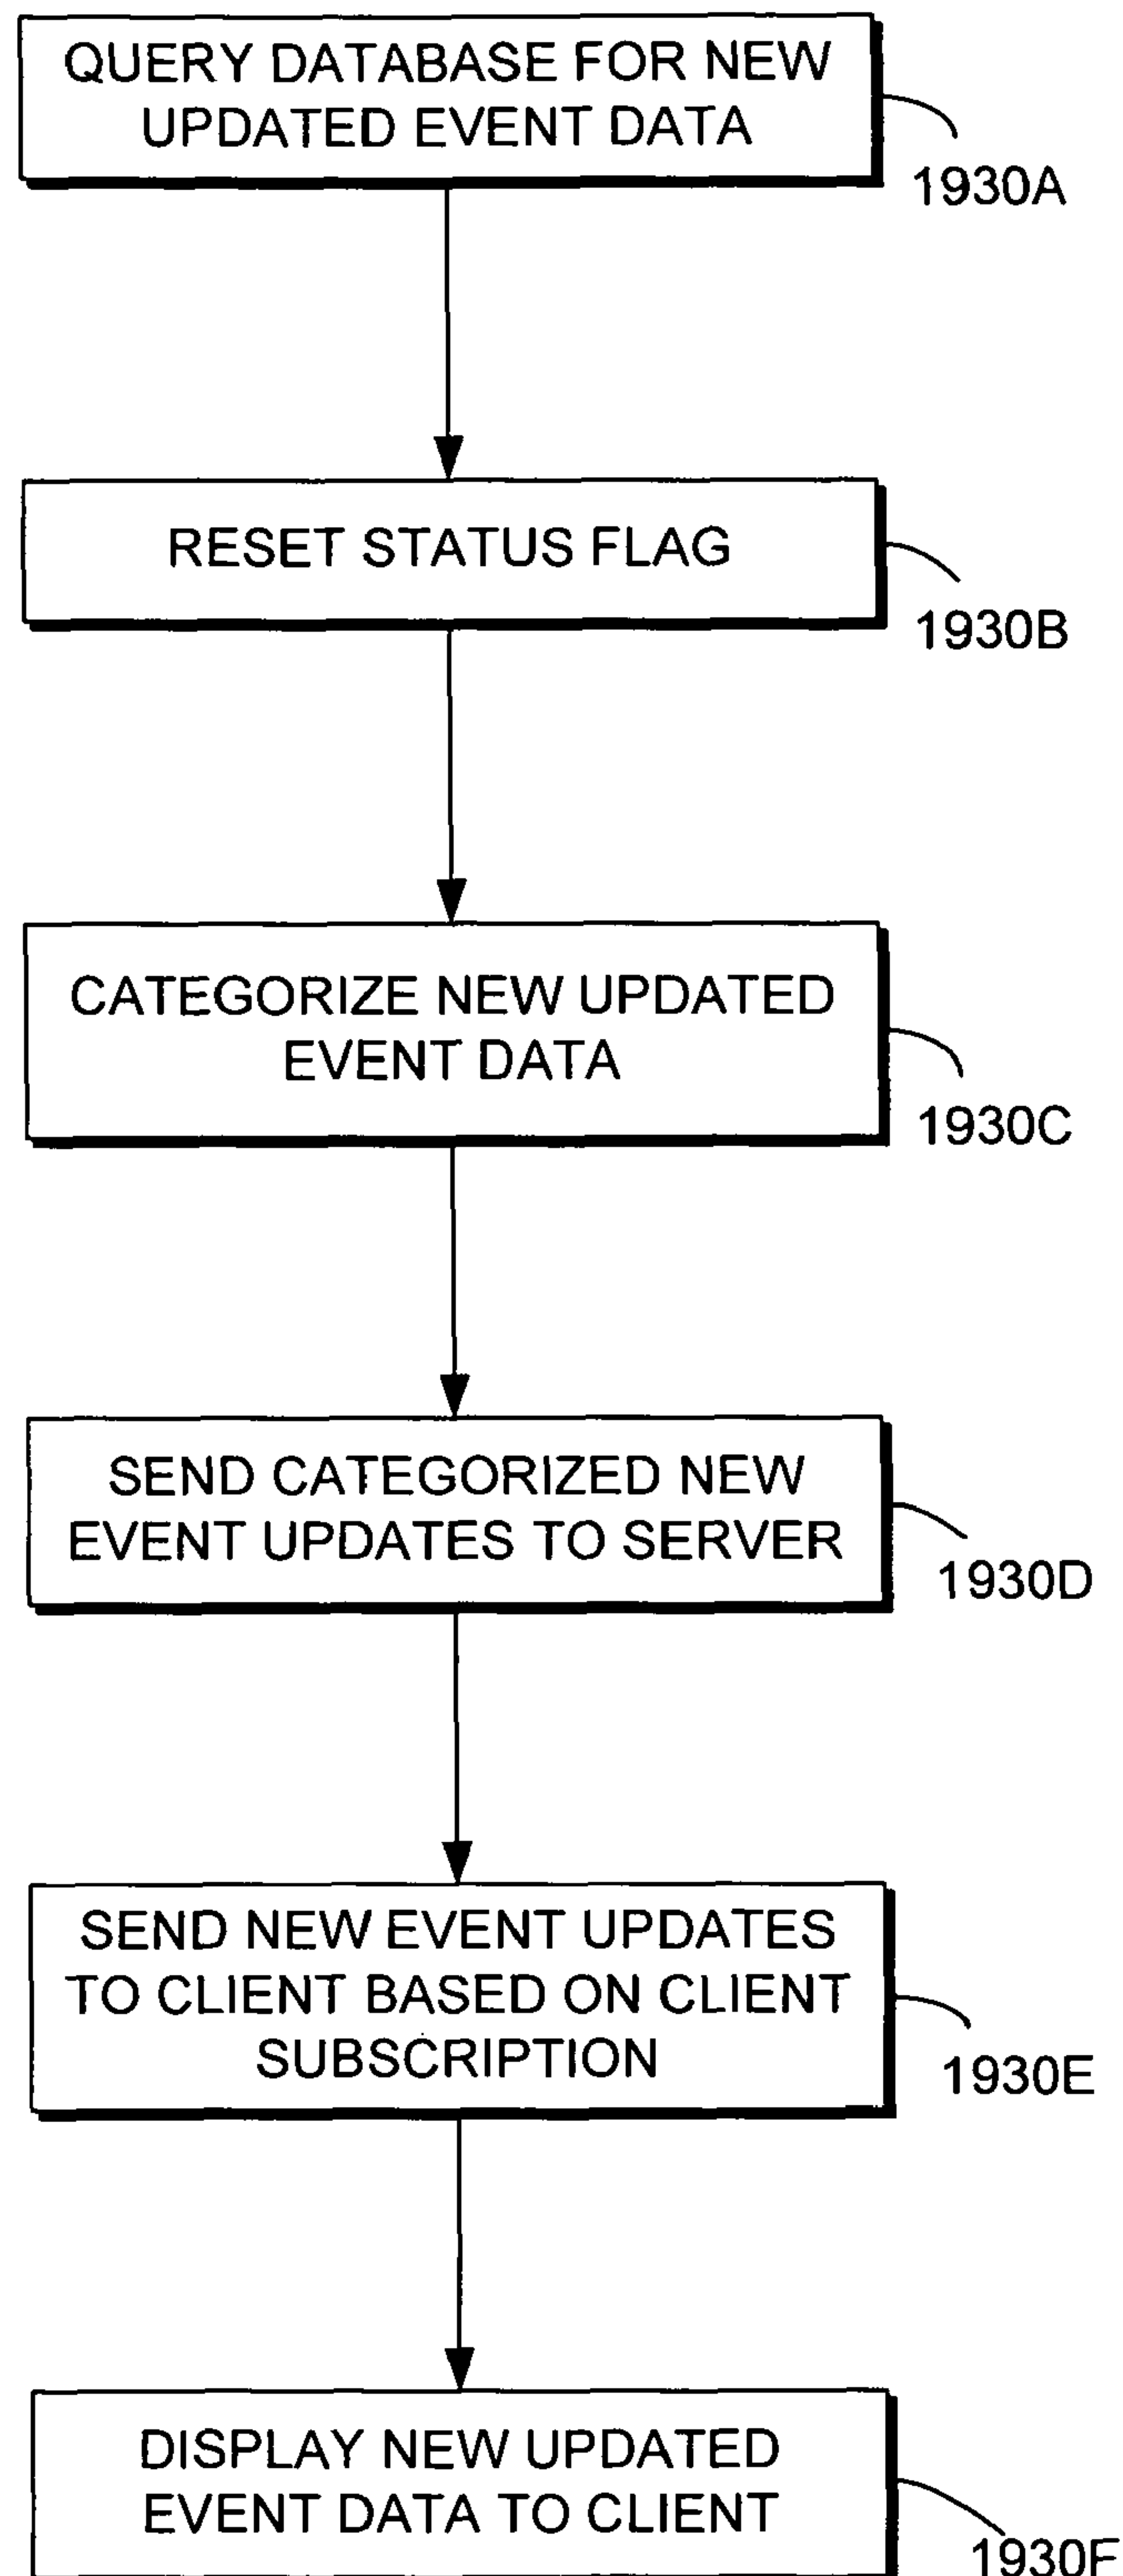 QUERY DATABASE FOR NEW
UPDATED EVENT DATA
1930A
RESET STATUS FLAG
1930B
CATEGORIZE NEW UPDATED
EVENT DATA
1930C
SEND CATEGORIZED NEW
EVENT UPDATES TO SERVER
1930D
SEND NEW EVENT UPDATES
TO CLIENT BASED ON CLIENT
SUBSCRIPTION
1930E
DISPLAY NEW UPDATED
EVENT DATA TO CLIENT
1930F